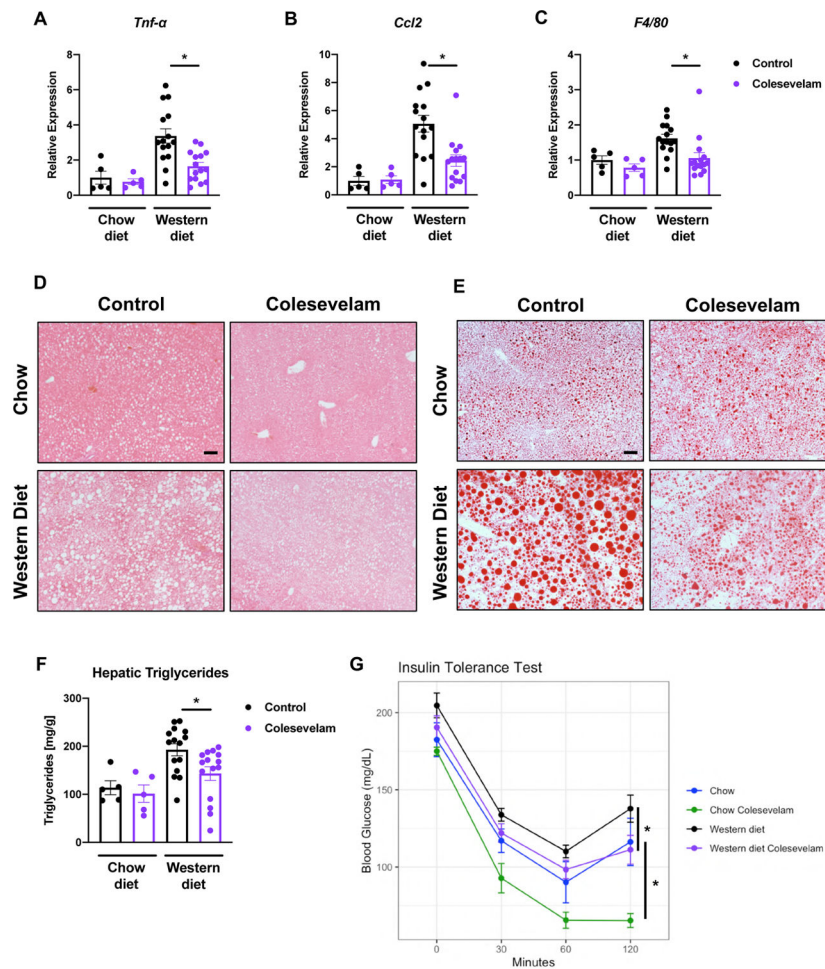 A
Tnf-α
Relative Expression
8
6
4
2
0
*
Chow diet
Western diet
B
Ccl2
Relative Expression
10
8
6
4
2
0
*
Chow diet
Western diet
C
F4/80
Relative Expression
4
3
2
1
0
*
Chow diet
Western diet
Control
Colesevelam
D
Control
Colesevelam
Chow
Western Diet
E
Control
Colesevelam
Chow
Western Diet
F
Hepatic Triglycerides
Triglycerides [mg/g]
300
200
100
0
*
Chow diet
Western diet
Control
Colesevelam
G
Insulin Tolerance Test
Blood Glucose (mg/dL)
200
150
100
0
30
60
120
Minutes
*
*
Chow
Chow Colesevelam
Western diet
Western diet Colesevelam